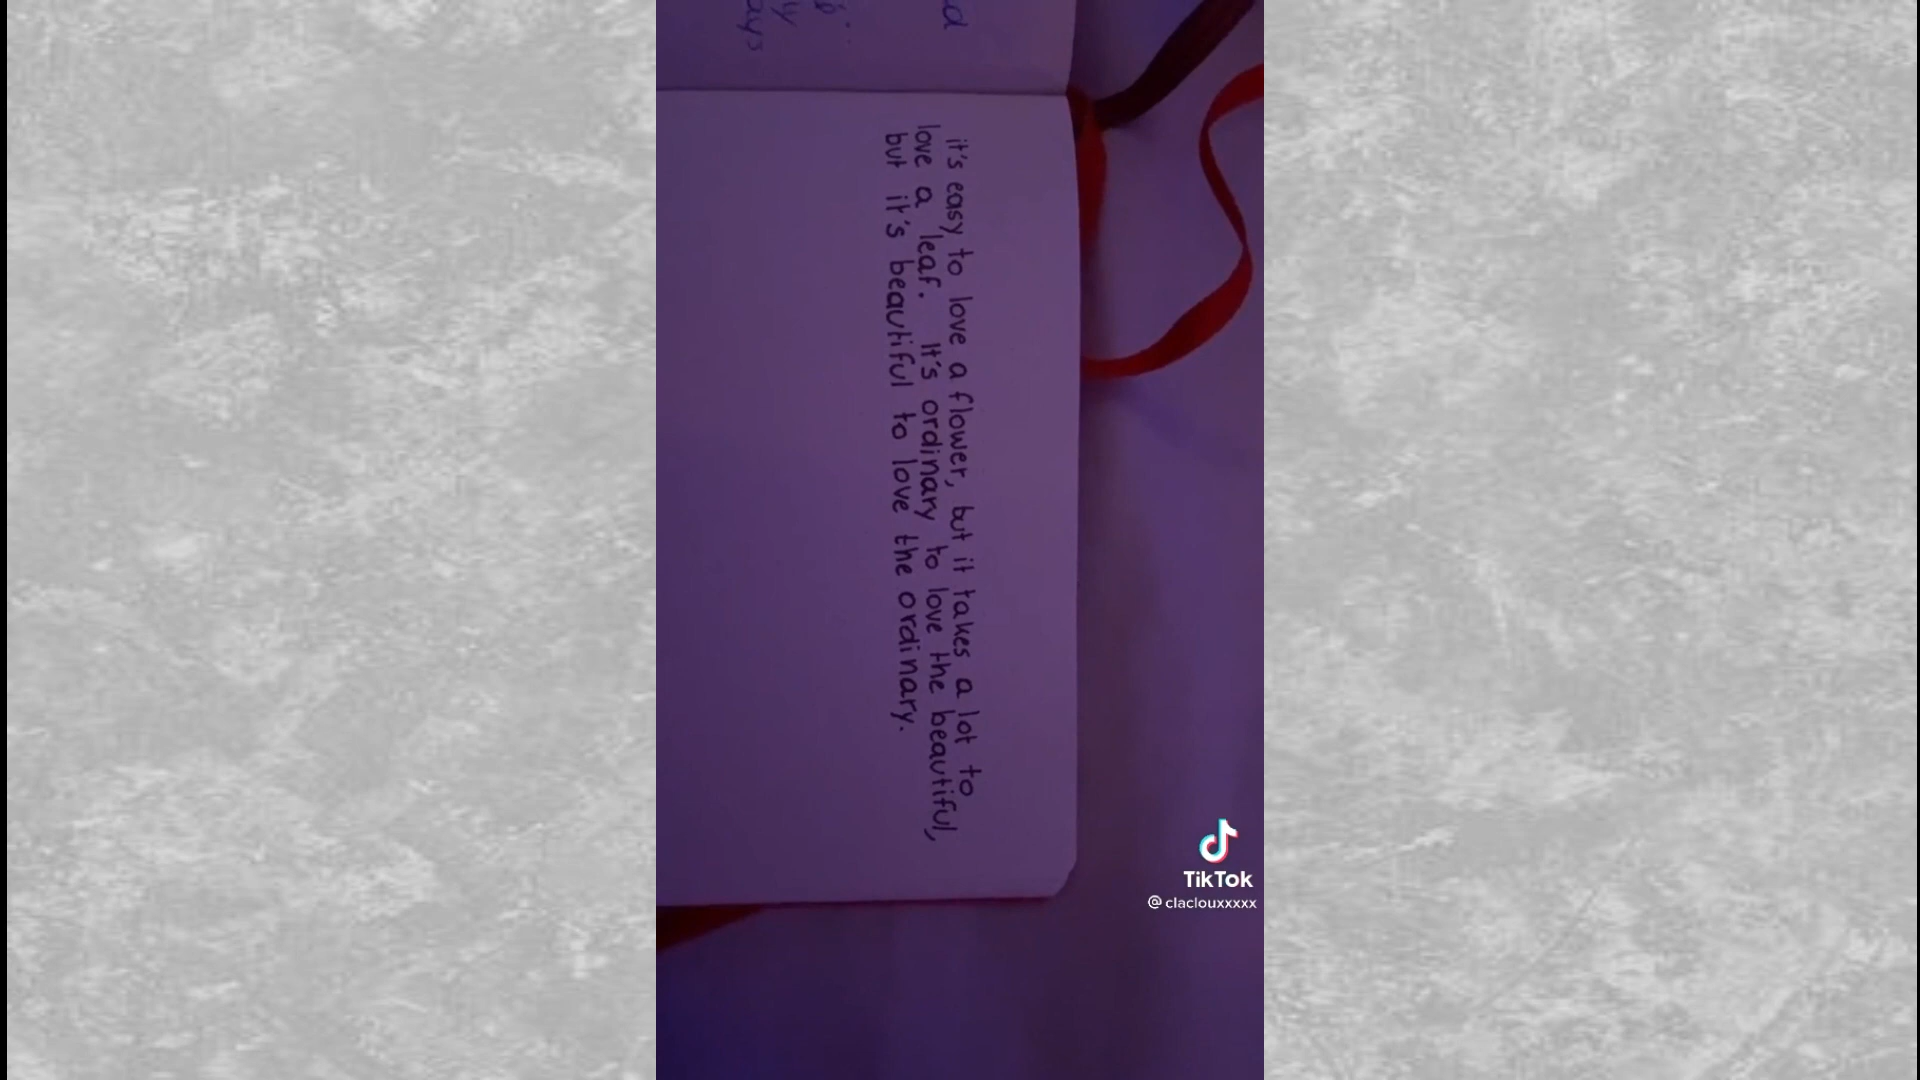 it's easy to love a flower, but it takes a lot to
love a leaf. It's ordinary to love the beautiful,
but it's beautiful to love the ordinary.
TikTok
@claclouxxxxx